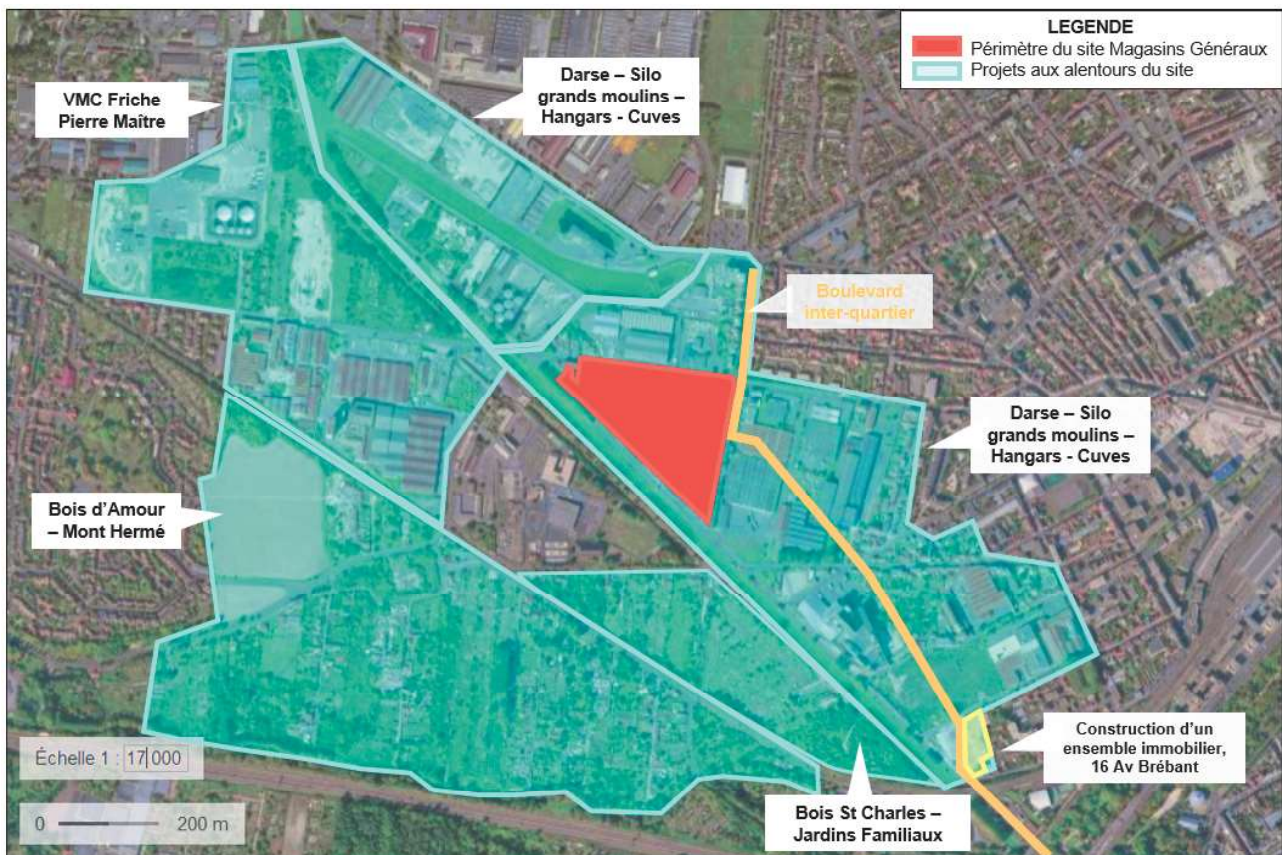 LEGENDE
Périmètre du site Magasins Généraux
Projets aux alentours du site
VMC Friche
Pierre Maître
Darse – Silo
grands moulins –
Hangars - Cuves
Boulevard
inter-quartier
Darse – Silo
grands moulins –
Hangars - Cuves
Bois d’Amour
– Mont Hermé
Construction d’un
ensemble immobilier,
16 Av Brébant
Bois St Charles –
Jardins Familiaux
Échelle 1 : 17 000
0 200 m